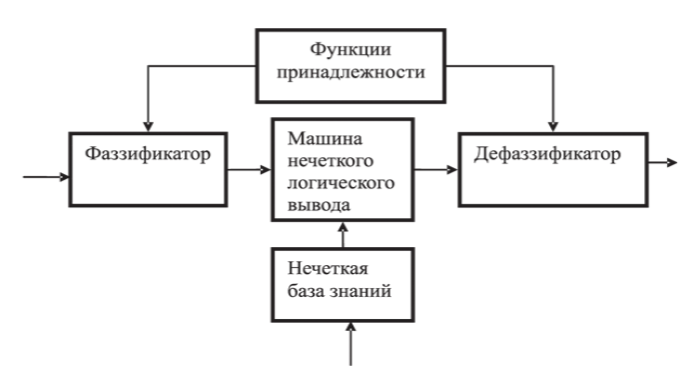 Функции
принадлежности
Фаззификатор
Машина
нечеткого
логического
вывода
Дефаззификатор
Нечеткая
база знаний